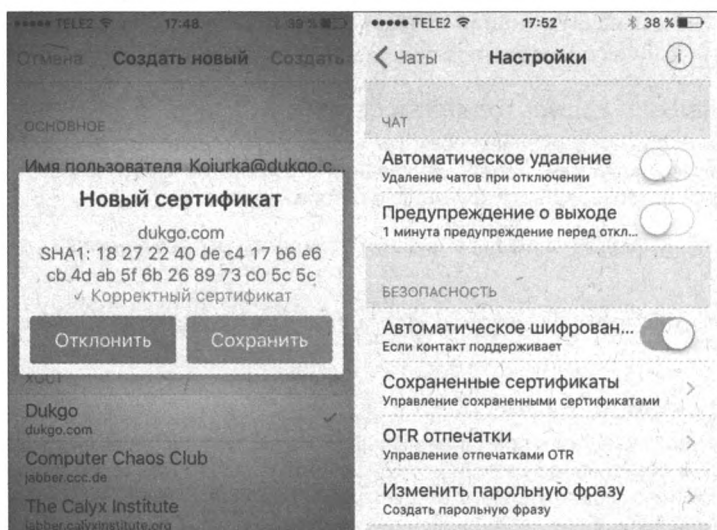 TELE2 17:48 39 %
Отмена Создать новый Создать
ОСНОВНОЕ
Имя пользователя Kojurka@dukgo.c...
Новый сертификат
dukgo.com
SHA1: 18 27 22 40 de c4 17 b6 e6
cb 4d ab 5f 6b 26 89 73 c0 5c 5c
✓ Корректный сертификат
Отклонить Сохранить
ХОСТ
Dukgo
dukgo.com
Computer Chaos Club
jabber.ccc.de
The Calyx Institute
jabber.calyxinstitute.org
TELE2 17:52 38 %
Чаты Настройки i
ЧАТ
Автоматическое удаление
Удаление чатов при отключении
Предупреждение о выходе
1 минута предупреждение перед откл...
БЕЗОПАСНОСТЬ
Автоматическое шифрован...
Если контакт поддерживает
Сохраненные сертификаты
Управление сохраненными сертификатами
OTR отпечатки
Управление отпечатками OTR
Изменить парольную фразу
Создать парольную фразу